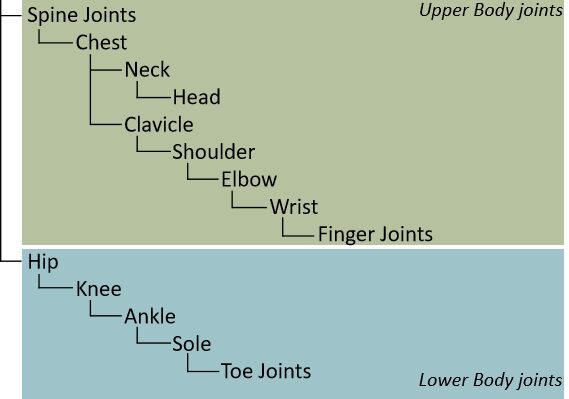 Upper Body joints
Spine Joints
Chest
Neck
Head
Clavicle
Shoulder
Elbow
Wrist
Finger Joints
Hip
Knee
Ankle
Sole
Toe Joints
Lower Body joints